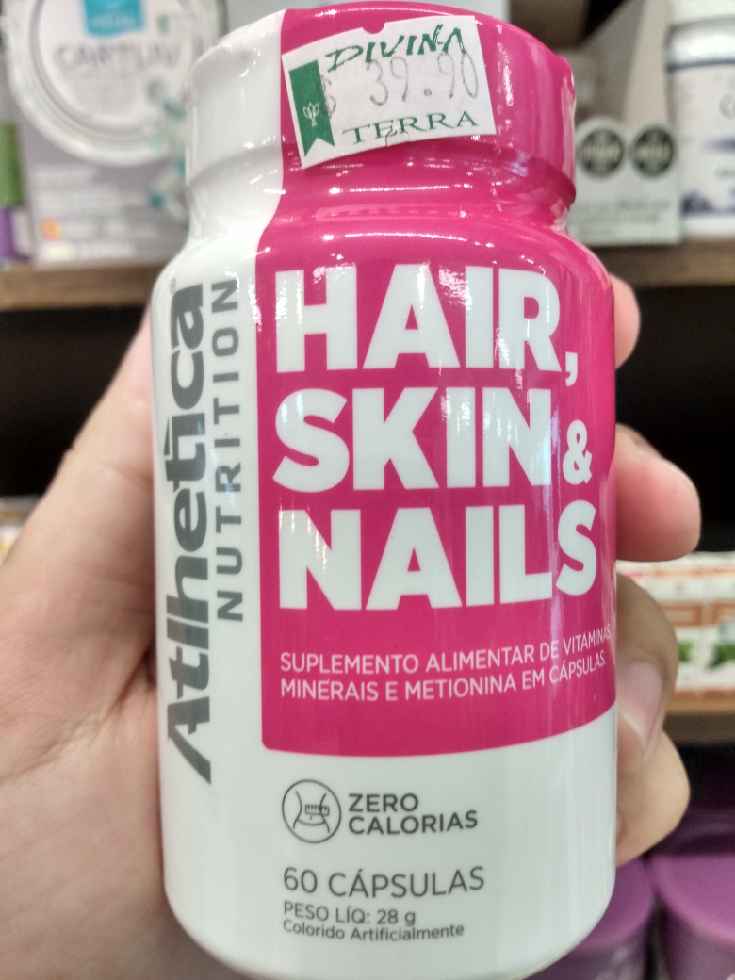 DIVINA
$ 39.90
TERRA
Atlhetica
NUTRITION
HAIR,
SKIN &
NAILS
SUPLEMENTO ALIMENTAR DE VITAMINAS,
MINERAIS E METIONINA EM CÁPSULAS.
ZERO
CALORIAS
60 CÁPSULAS
PESO LÍQ: 28 g
Colorido Artificialmente